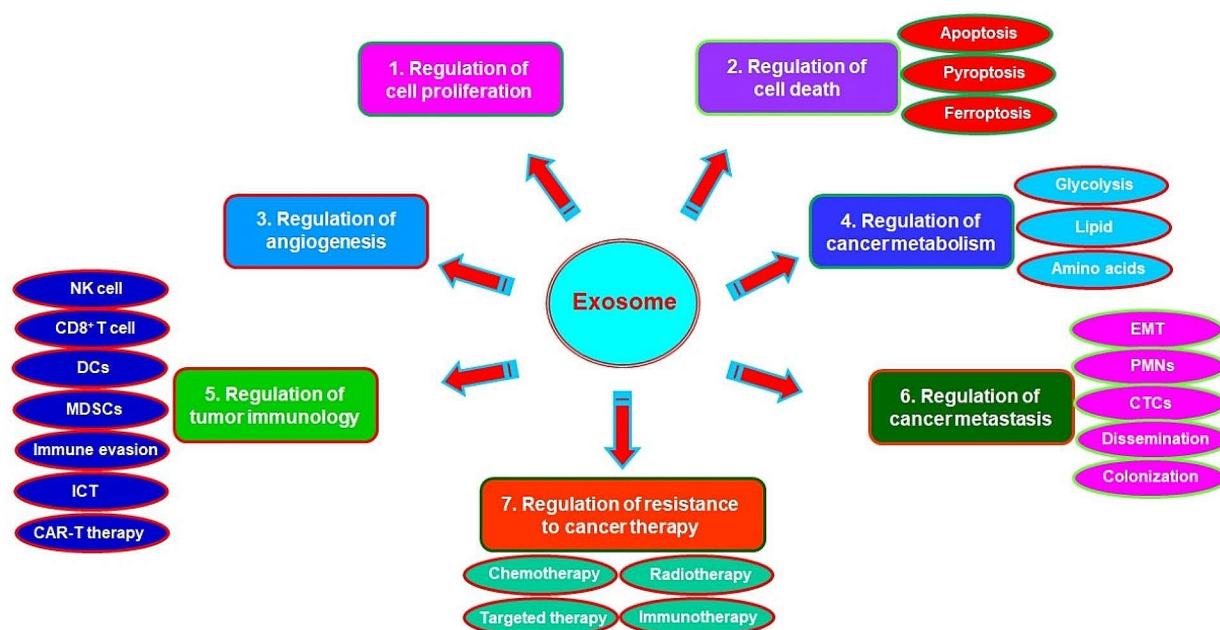 1. Regulation of
cell proliferation
2. Regulation of
cell death
Apoptosis
Pyroptosis
Ferroptosis
3. Regulation of
angiogenesis
4. Regulation of
cancer metabolism
Glycolysis
Lipid
Amino acids
Exosome
5. Regulation of
tumor immunology
NK cell
CD8⁺ T cell
DCs
MDSCs
Immune evasion
ICT
CAR-T therapy
6. Regulation of
cancer metastasis
EMT
PMNs
CTCs
Dissemination
Colonization
7. Regulation of resistance
to cancer therapy
Chemotherapy
Radiotherapy
Targeted therapy
Immunotherapy